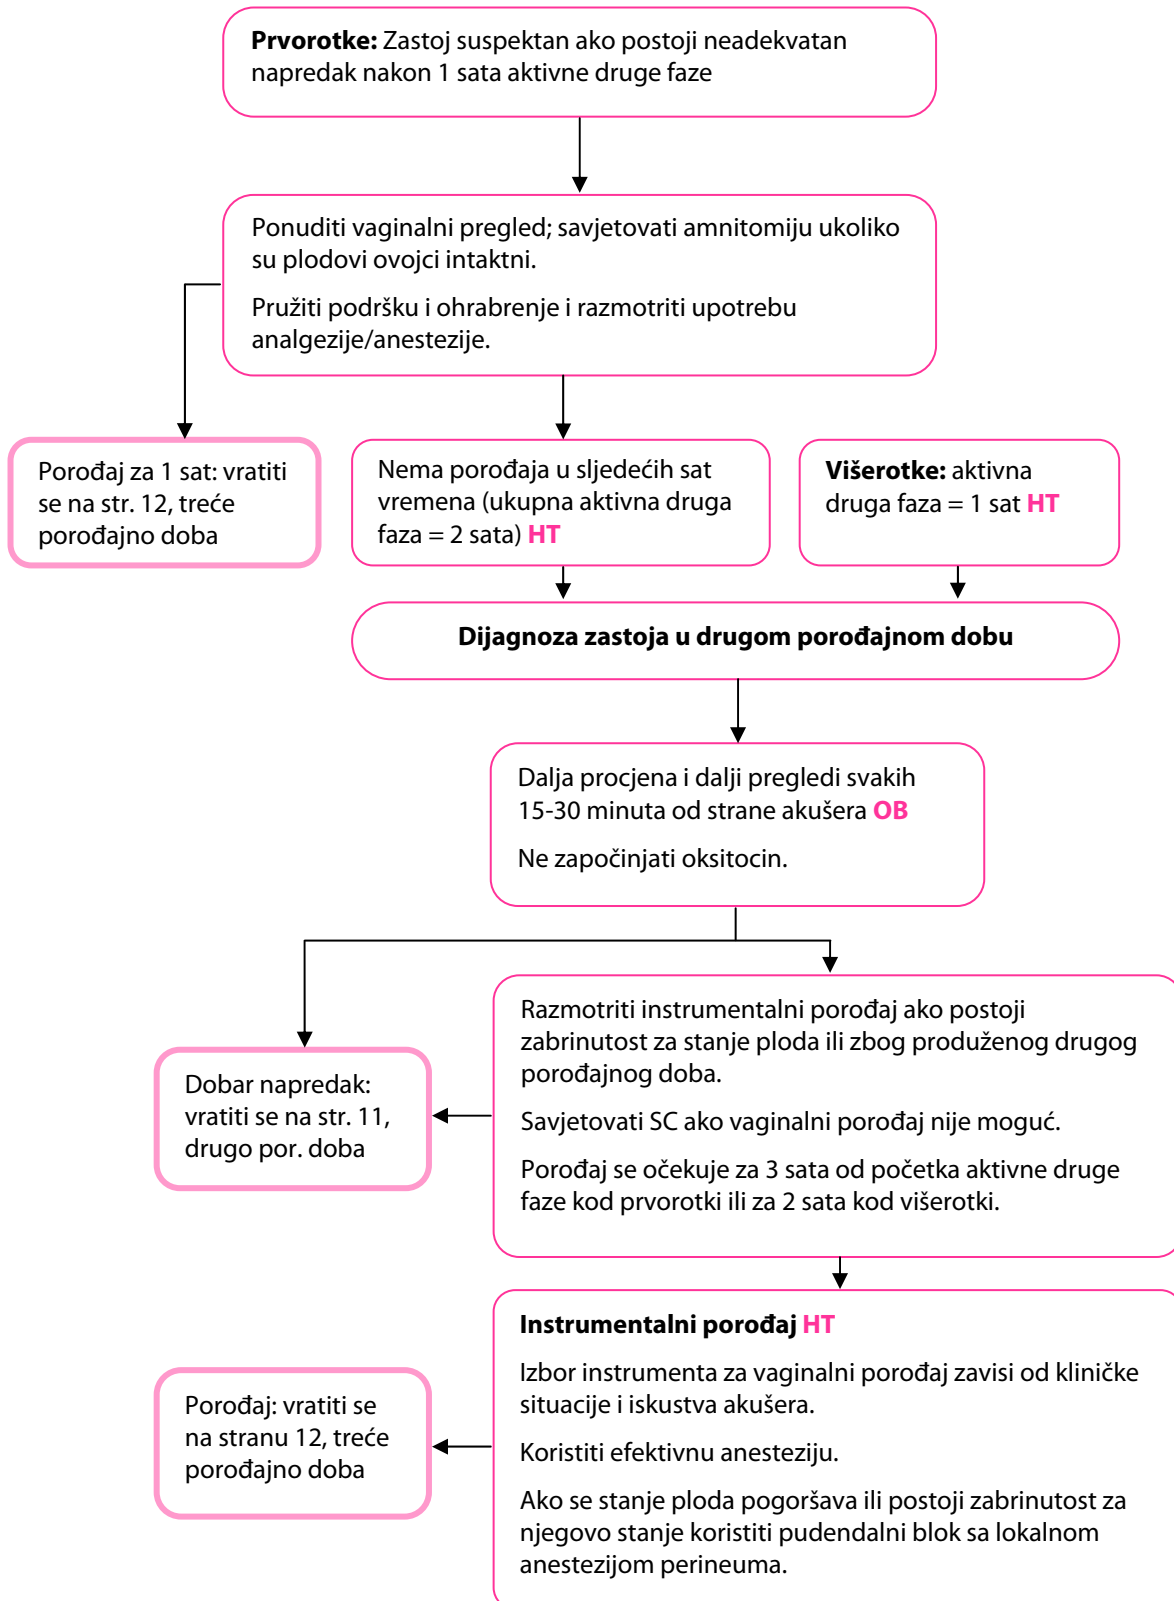 Prvorotke: Zastoj suspektan ako postoji neadekvatan
napredak nakon 1 sata aktivne druge faze
Ponuditi vaginalni pregled; savjetovati amnitomiju ukoliko
su plodovi ovojci intaktni.
Pružiti podršku i ohrabrenje i razmotriti upotrebu
analgezije/anestezije.
Porođaj za 1 sat: vratiti
se na str. 12, treće
porođajno doba
Nema porođaja u sljedećih sat
vremena (ukupna aktivna druga
faza = 2 sata) HT
Višerotke: aktivna
druga faza = 1 sat HT
Dijagnoza zastoja u drugom porođajnom dobu
Dalja procjena i dalji pregledi svakih
15-30 minuta od strane akušera OB
Ne započinjati oksitocin.
Razmotriti instrumentalni porođaj ako postoji
zabrinutost za stanje ploda ili zbog produženog drugog
porođajnog doba.
Savjetovati SC ako vaginalni porođaj nije moguć.
Porođaj se očekuje za 3 sata od početka aktivne druge
faze kod prvorotki ili za 2 sata kod višerotki.
Dobar napredak:
vratiti se na str. 11,
drugo por. doba
Instrumentalni porođaj HT
Izbor instrumenta za vaginalni porođaj zavisi od kliničke
situacije i iskustva akušera.
Koristiti efektivnu anesteziju.
Ako se stanje ploda pogoršava ili postoji zabrinutost za
njegovo stanje koristiti pudendalni blok sa lokalnom
anestezijom perineuma.
Porođaj: vratiti se
na stranu 12, treće
porođajno doba